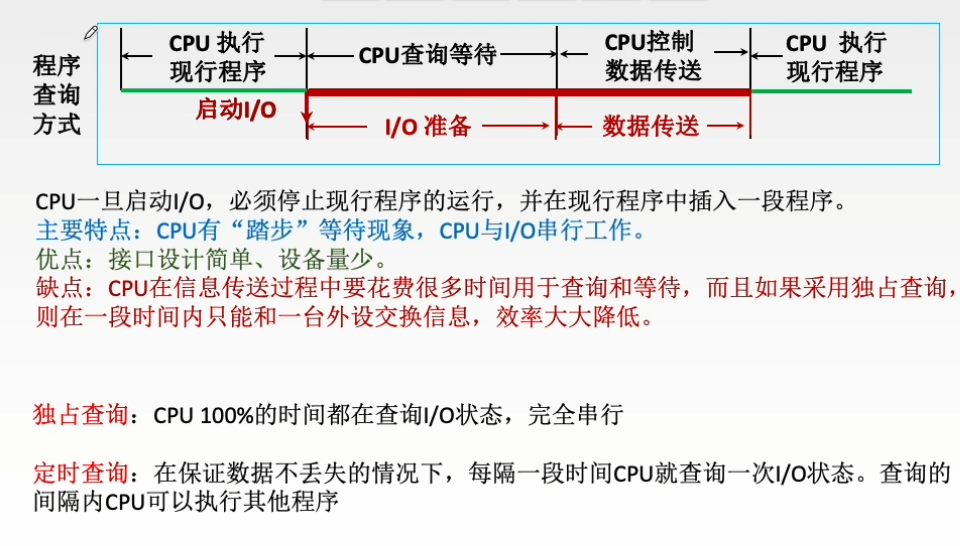 程序
查询
方式
CPU 执行
现行程序
CPU查询等待
CPU控制
数据传送
CPU 执行
现行程序
启动I/O
I/O 准备
数据传送
CPU一旦启动I/O，必须停止现行程序的运行，并在现行程序中插入一段程序。
主要特点：CPU有“踏步”等待现象，CPU与I/O串行工作。
优点：接口设计简单、设备量少。
缺点：CPU在信息传送过程中要花费很多时间用于查询和等待，而且如果采用独占查询，
则在一段时间内只能和一台外设交换信息，效率大大降低。
独占查询：CPU 100%的时间都在查询I/O状态，完全串行
定时查询：在保证数据不丢失的情况下，每隔一段时间CPU就查询一次I/O状态。查询的
间隔内CPU可以执行其他程序